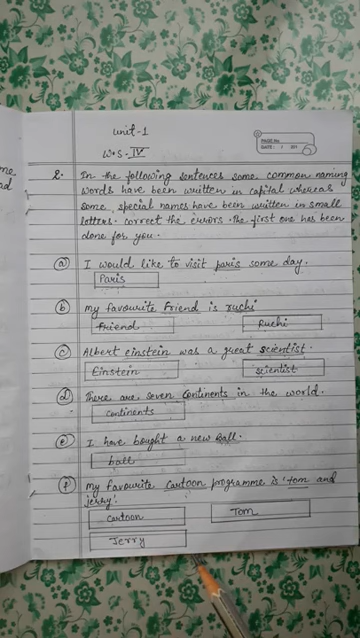 Unit-1
W.S-IV
PAGE No.
DATE: / /
2. In the following sentences some common naming
words have been written in capital whereas
some special names have been written in small
letters. correct the errors. The first one has been
done for you.
(a) I would like to visit paris some day.
Paris
(b) My favourite Friend is ruchi
Friend Ruchi
(c) Albert einstein was a great scientist.
Einstein scientist
(d) There are seven Continents in the world.
continents
(e) I have bought a new Ball.
ball
(f) My favourite Cartoon programme is 'tom and
jerry'.
cartoon Tom
Jerry